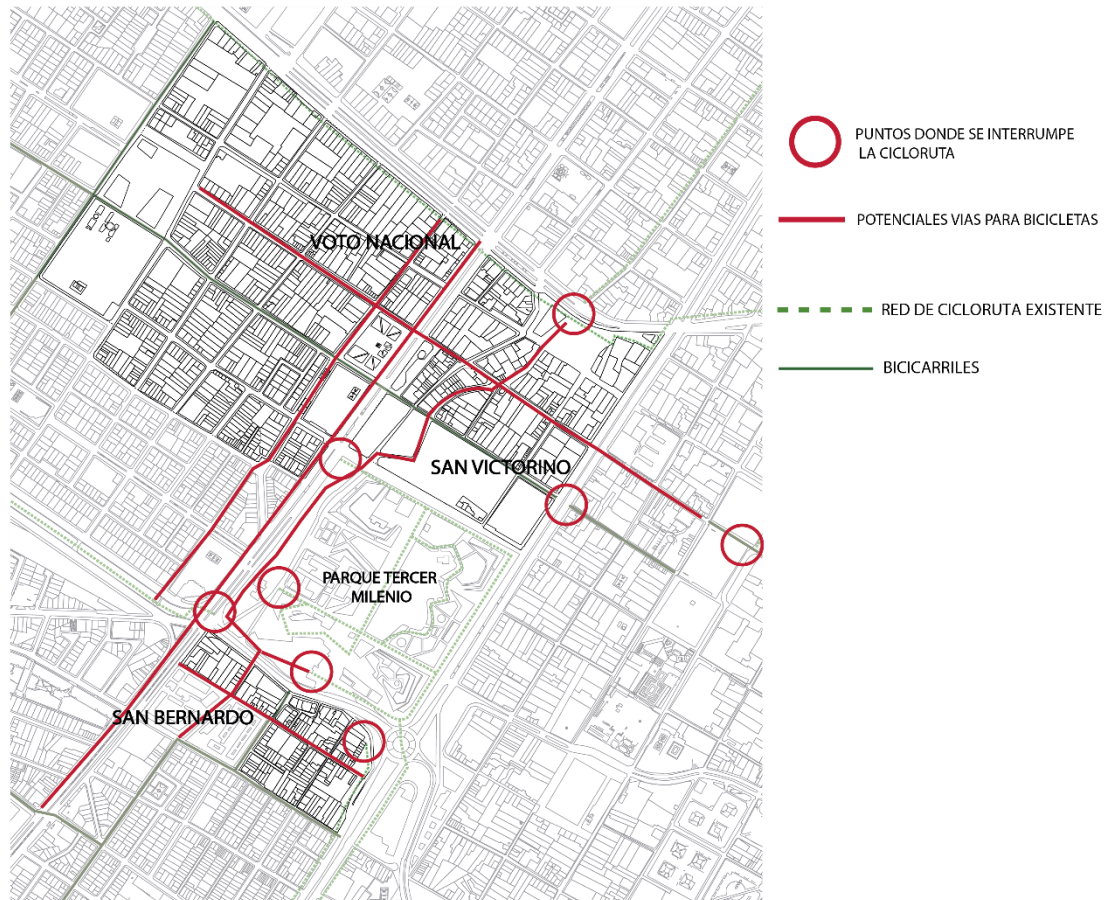 VOTO NACIONAL
SAN VICTORINO
PARQUE TERCER
MILENIO
SAN BERNARDO
PUNTOS DONDE SE INTERRUMPE
LA CICLORUTA
POTENCIALES VIAS PARA BICICLETAS
RED DE CICLORUTA EXISTENTE
BICICARRILES